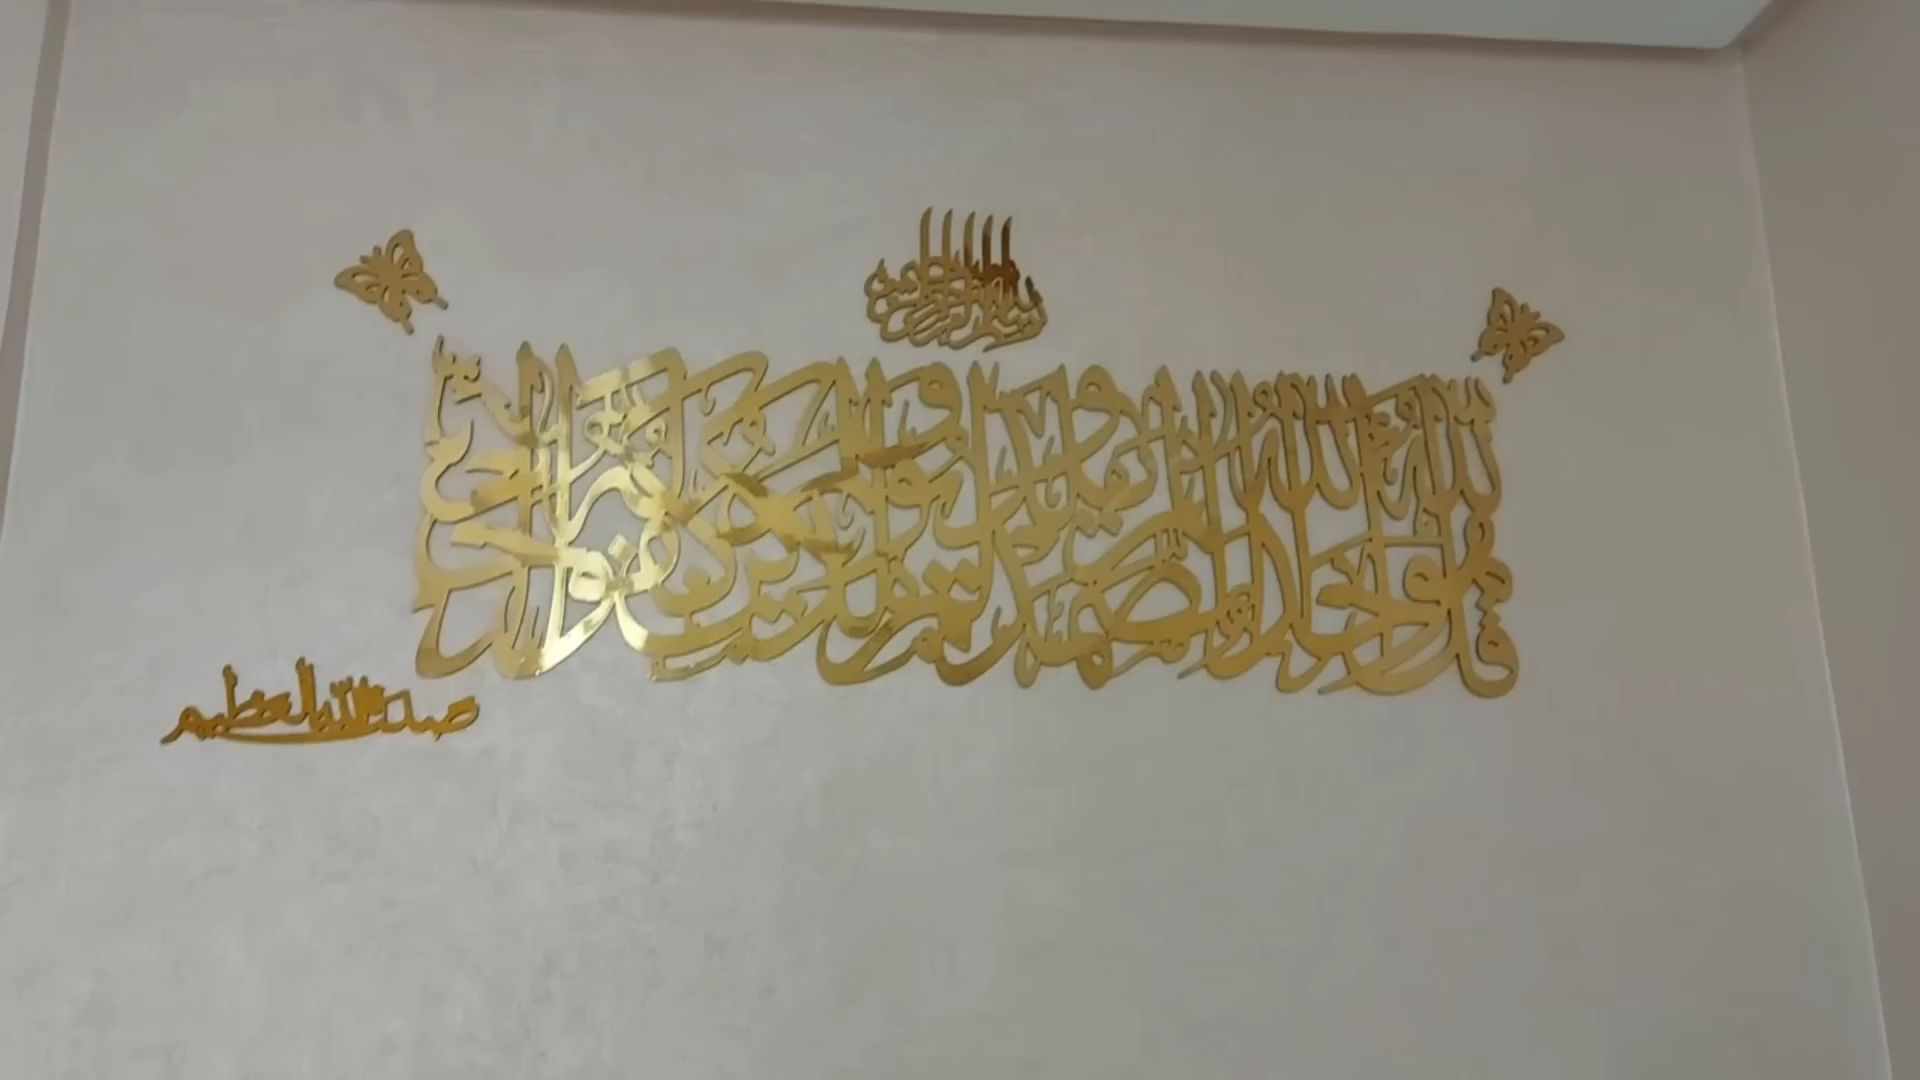 بسم الله الرحمن الرحيم
قل هو الله أحد الله الصمد لم يلد ولم يولد ولم يكن له كفوا أحد
صدق الله العظيم